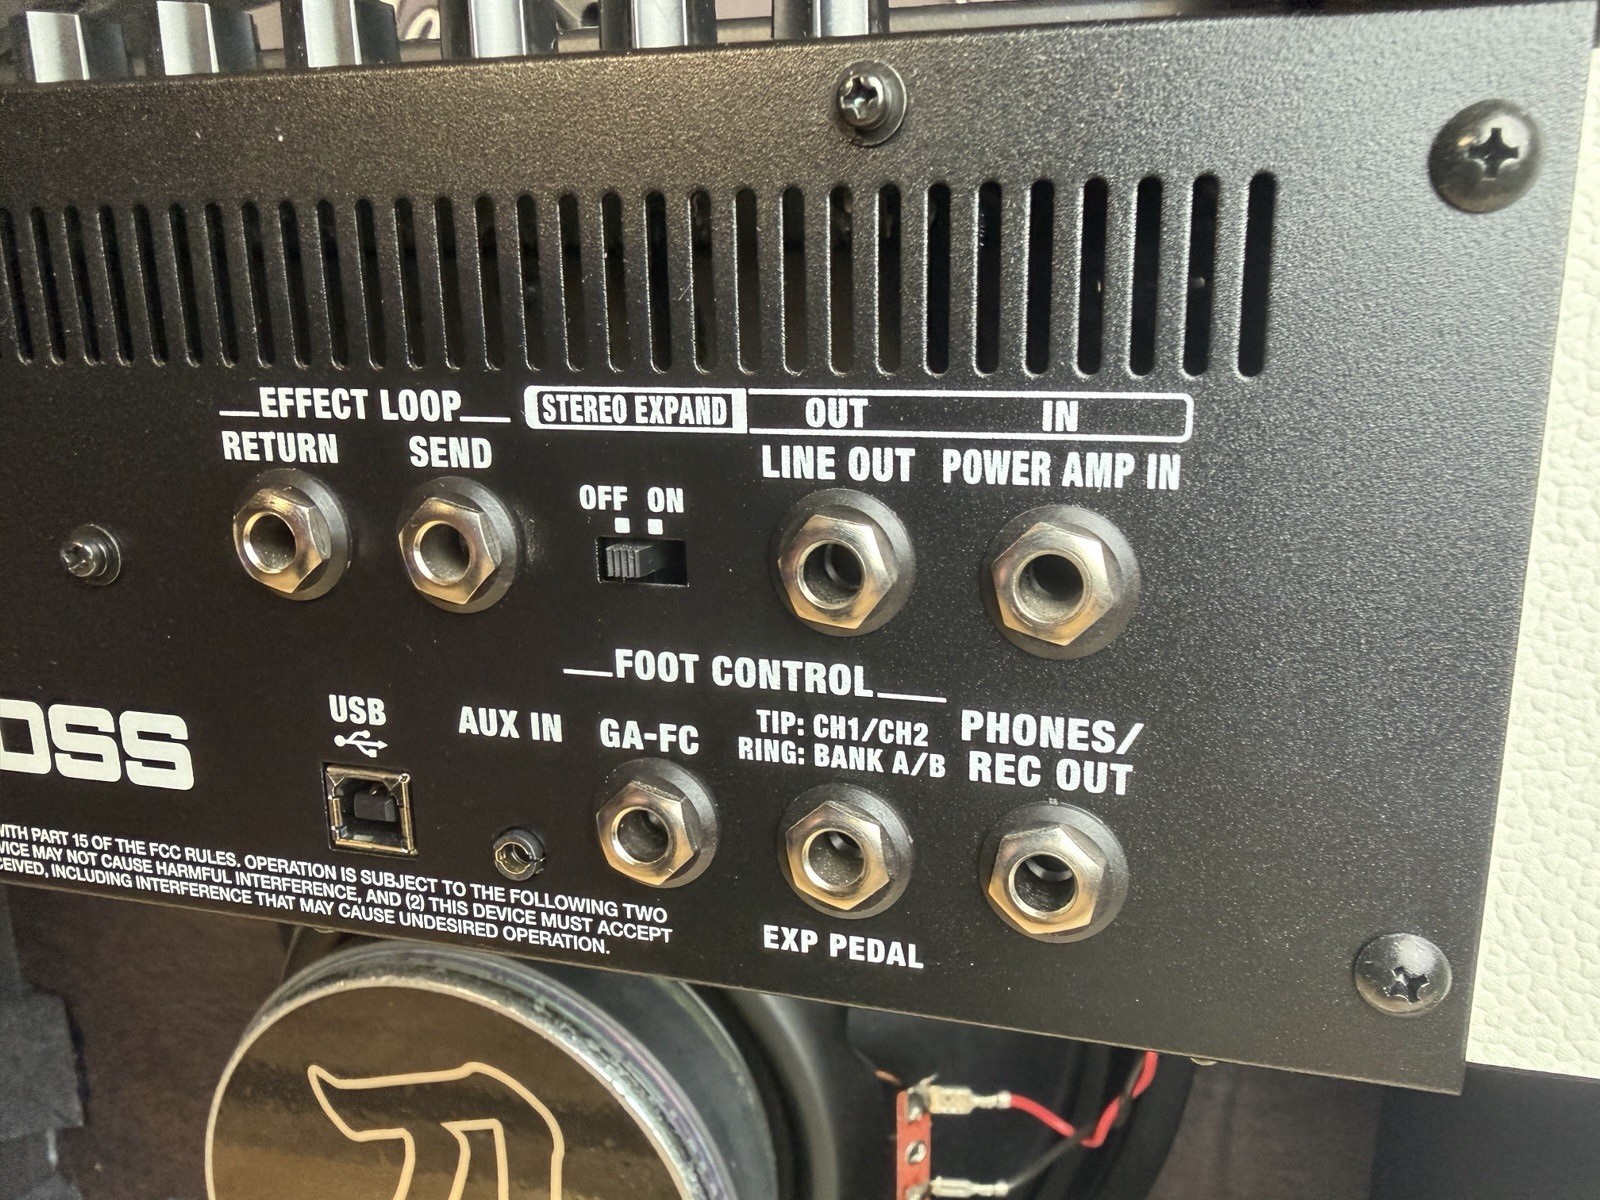 EFFECT LOOP
RETURN SEND
STEREO EXPAND OUT IN
OFF ON
LINE OUT POWER AMP IN
FOOT CONTROL
USB
AUX IN
GA-FC
TIP: CH1/CH2
RING: BANK A/B
PHONES/
REC OUT
EXP PEDAL
OSS
WITH PART 15 OF THE FCC RULES. OPERATION IS SUBJECT TO THE FOLLOWING TWO
VICE MAY NOT CAUSE HARMFUL INTERFERENCE, AND (2) THIS DEVICE MUST ACCEPT
CEIVED, INCLUDING INTERFERENCE THAT MAY CAUSE UNDESIRED OPERATION.